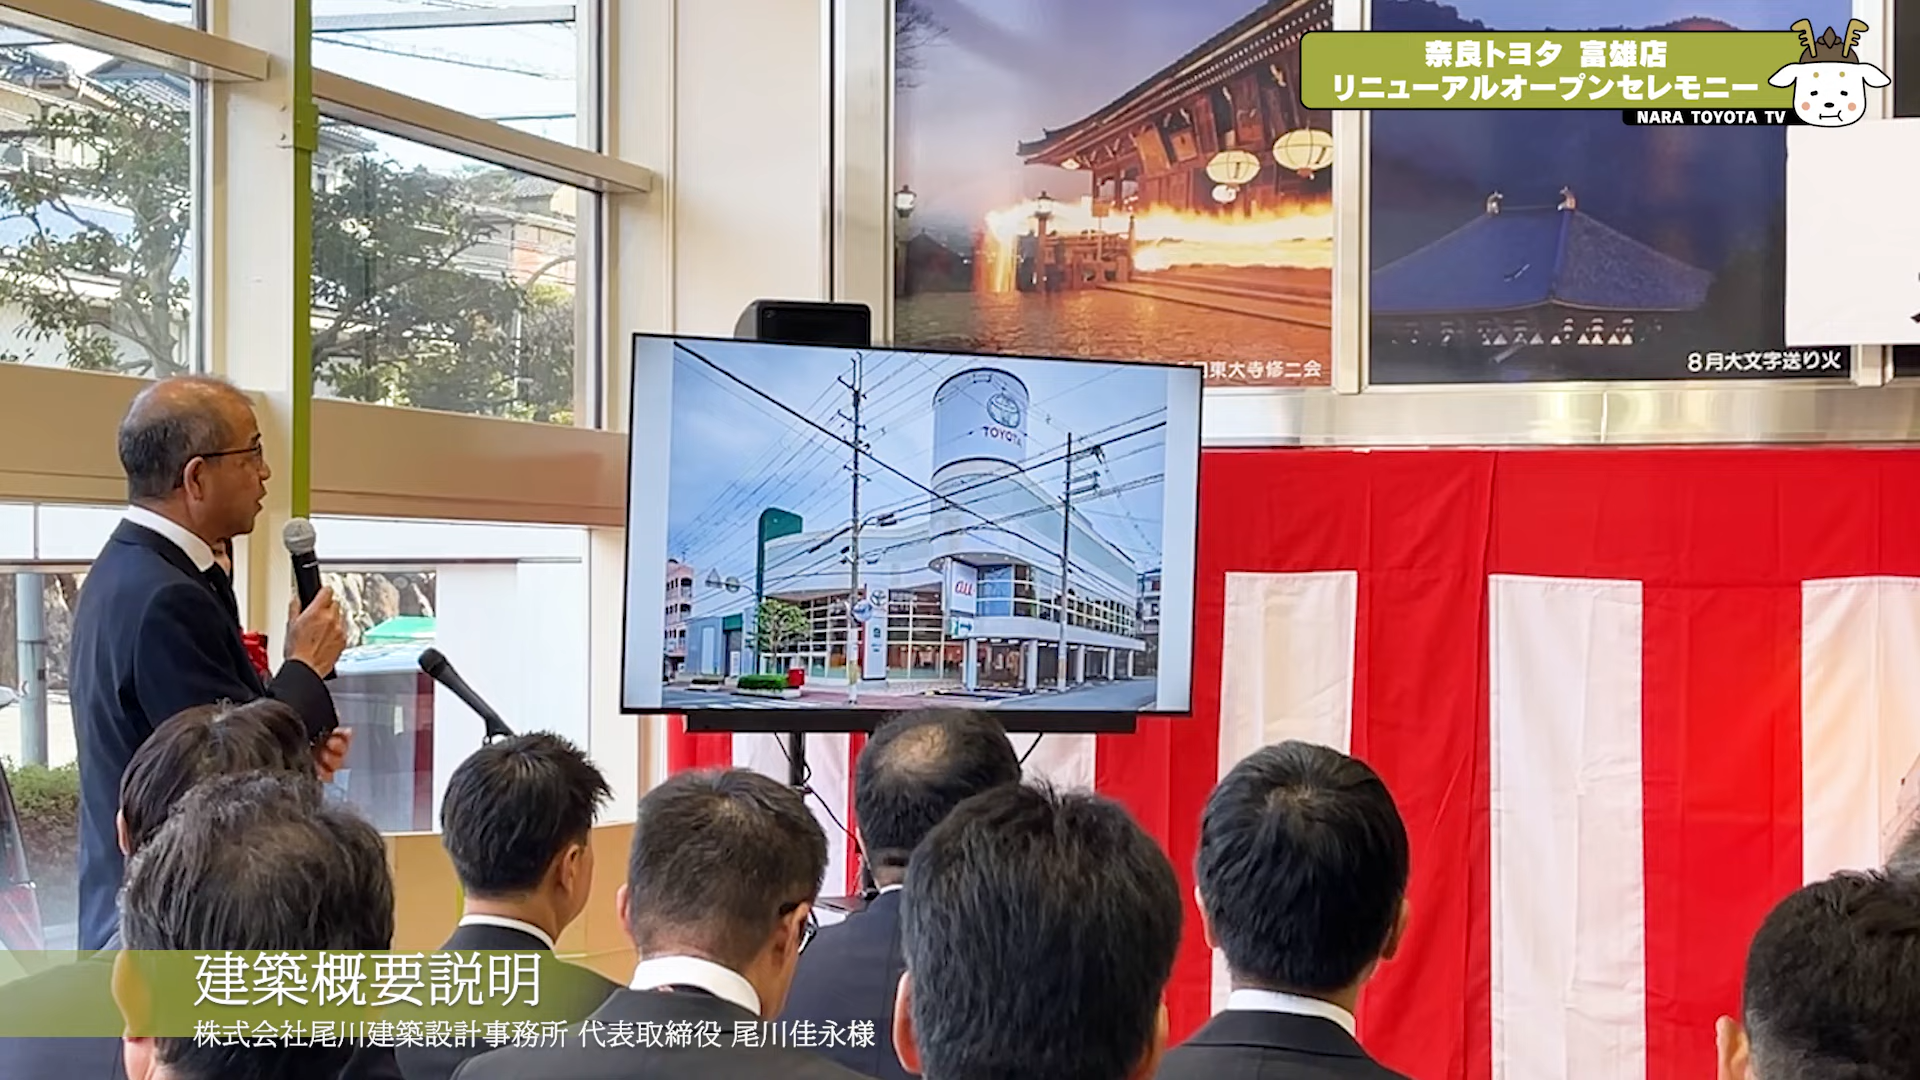 奈良トヨタ 富雄店
リニューアルオープンセレモニー
NARA TOYOTA TV
東大寺修二会
8月大文字送り火
TOYOTA
au
建築概要説明
株式会社尾川建築設計事務所 代表取締役 尾川佳永様